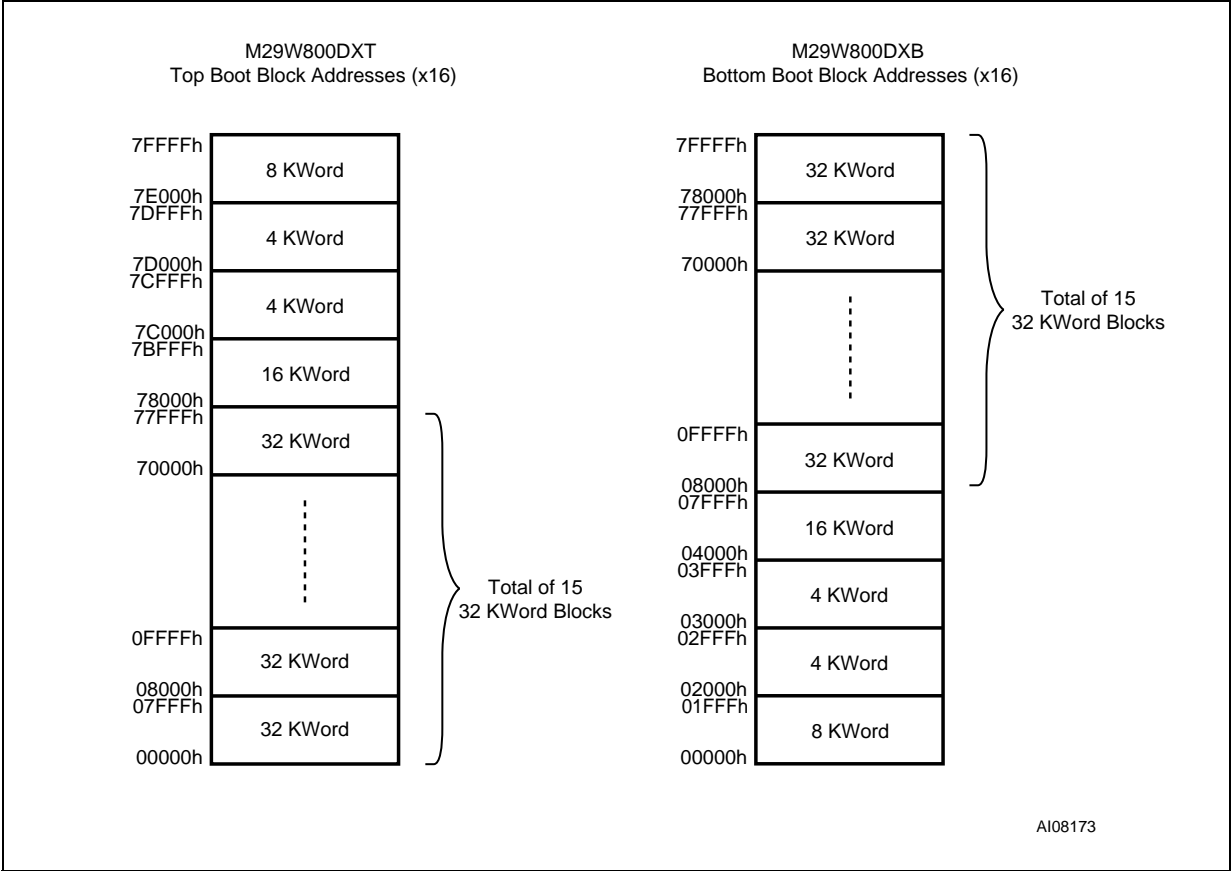 M29W800DXT
Top Boot Block Addresses (x16)
7FFFFh
8 KWord
7E000h
7DFFFh
4 KWord
7D000h
7CFFFh
4 KWord
7C000h
7BFFFh
16 KWord
78000h
77FFFh
32 KWord
70000h
Total of 15
32 KWord Blocks
0FFFFh
32 KWord
08000h
07FFFh
32 KWord
00000h
M29W800DXB
Bottom Boot Block Addresses (x16)
7FFFFh
32 KWord
78000h
77FFFh
32 KWord
70000h
Total of 15
32 KWord Blocks
0FFFFh
32 KWord
08000h
07FFFh
16 KWord
04000h
03FFFh
4 KWord
03000h
02FFFh
4 KWord
02000h
01FFFh
8 KWord
00000h
AI08173